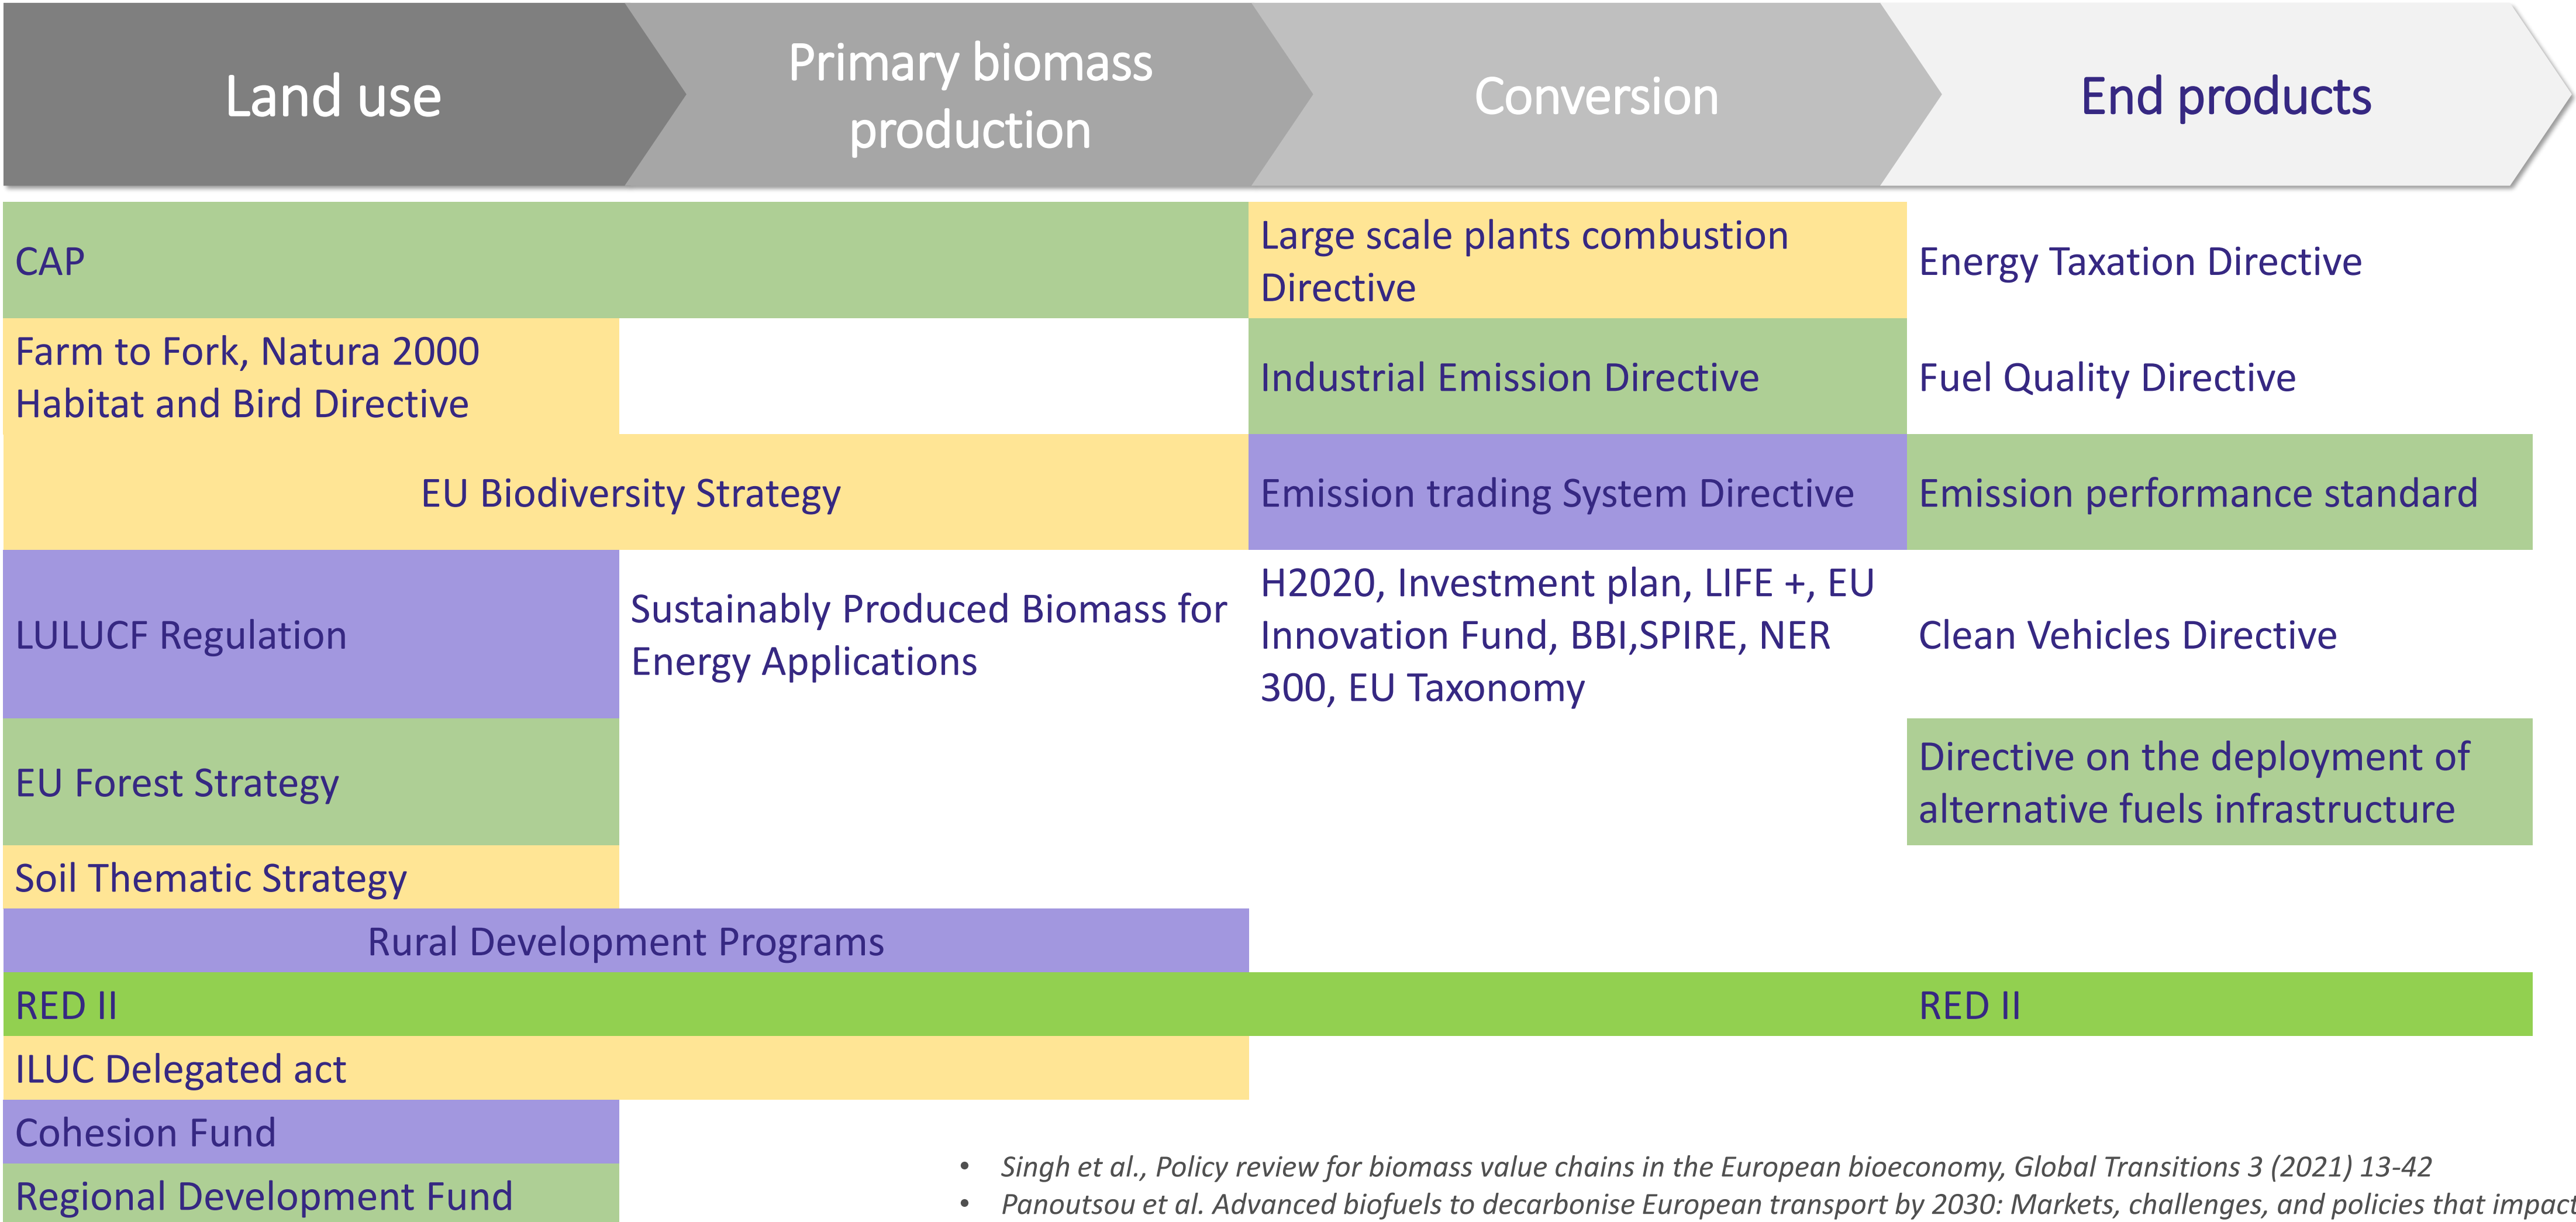 Land use
Primary biomass
production
Conversion
End products
CAP
Large scale plants combustion
Directive
Energy Taxation Directive
Farm to Fork, Natura 2000
Habitat and Bird Directive
Industrial Emission Directive
Fuel Quality Directive
EU Biodiversity Strategy
Emission trading System Directive
Emission performance standard
LULUCF Regulation
Sustainably Produced Biomass for
Energy Applications
H2020, Investment plan, LIFE +, EU
Innovation Fund, BBI,SPIRE, NER
300, EU Taxonomy
Clean Vehicles Directive
EU Forest Strategy
Directive on the deployment of
alternative fuels infrastructure
Soil Thematic Strategy
Rural Development Programs
RED II
RED II
ILUC Delegated act
Cohesion Fund
Regional Development Fund
• Singh et al., Policy review for biomass value chains in the European bioeconomy, Global Transitions 3 (2021) 13-42
• Panoutsou et al. Advanced biofuels to decarbonise European transport by 2030: Markets, challenges, and policies that impact